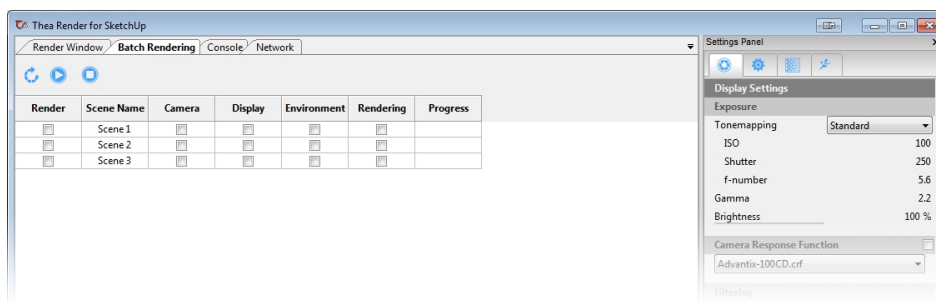 Thea Render for SketchUp
Render Window Batch Rendering Console Network
Settings Panel
Render Scene Name Camera Display Environment Rendering Progress
Scene 1
Scene 2
Scene 3
Display Settings
Exposure
Tonemapping Standard
ISO 100
Shutter 250
f-number 5.6
Gamma 2.2
Brightness 100 %
Camera Response Function
Advantix-100CD.crf
Filtering